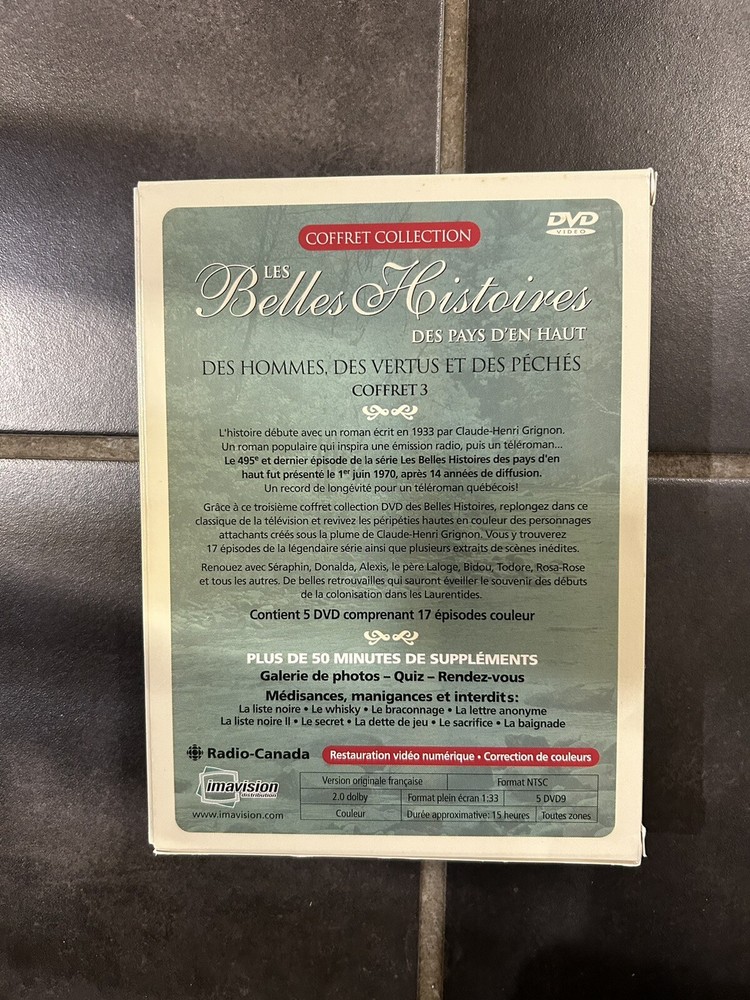 COFFRET COLLECTION
DVD
VIDEO
LES
Belles Histoires
DES PAYS D'EN HAUT
DES HOMMES, DES VERTUS ET DES PÉCHÉS
COFFRET 3
L'histoire débute avec un roman écrit en 1933 par Claude-Henri Grignon.
Un roman populaire qui inspira une émission radio, puis un téléroman...
Le 495e et dernier épisode de la série Les Belles Histoires des pays d'en
haut fut présenté le 1er juin 1970, après 14 années de diffusion.
Un record de longévité pour un téléroman québécois!
Grâce à ce troisième coffret collection DVD des Belles Histoires, replongez dans ce
classique de la télévision et revivez les péripéties hautes en couleur des personnages
attachants créés sous la plume de Claude-Henri Grignon. Vous y trouverez
17 épisodes de la légendaire série ainsi que plusieurs extraits de scènes inédites.
Renouez avec Séraphin, Donalda, Alexis, le père Laloge, Bidou, Todore, Rosa-Rose
et tous les autres. De belles retrouvailles qui sauront éveiller le souvenir des débuts
de la colonisation dans les Laurentides.
Contient 5 DVD comprenant 17 épisodes couleur
PLUS DE 50 MINUTES DE SUPPLÉMENTS
Galerie de photos – Quiz – Rendez-vous
Médisances, manigances et interdits:
La liste noire • Le whisky • Le braconnage • La lettre anonyme
La liste noire II • Le secret • La dette de jeu • Le sacrifice • La baignade
Radio-Canada
Restauration vidéo numérique • Correction de couleurs
imavision
distribution
www.imavision.com
Version originale française Format NTSC
2.0 dolby Format plein écran 1:33 5 DVD9
Couleur Durée approximative: 15 heures Toutes zones